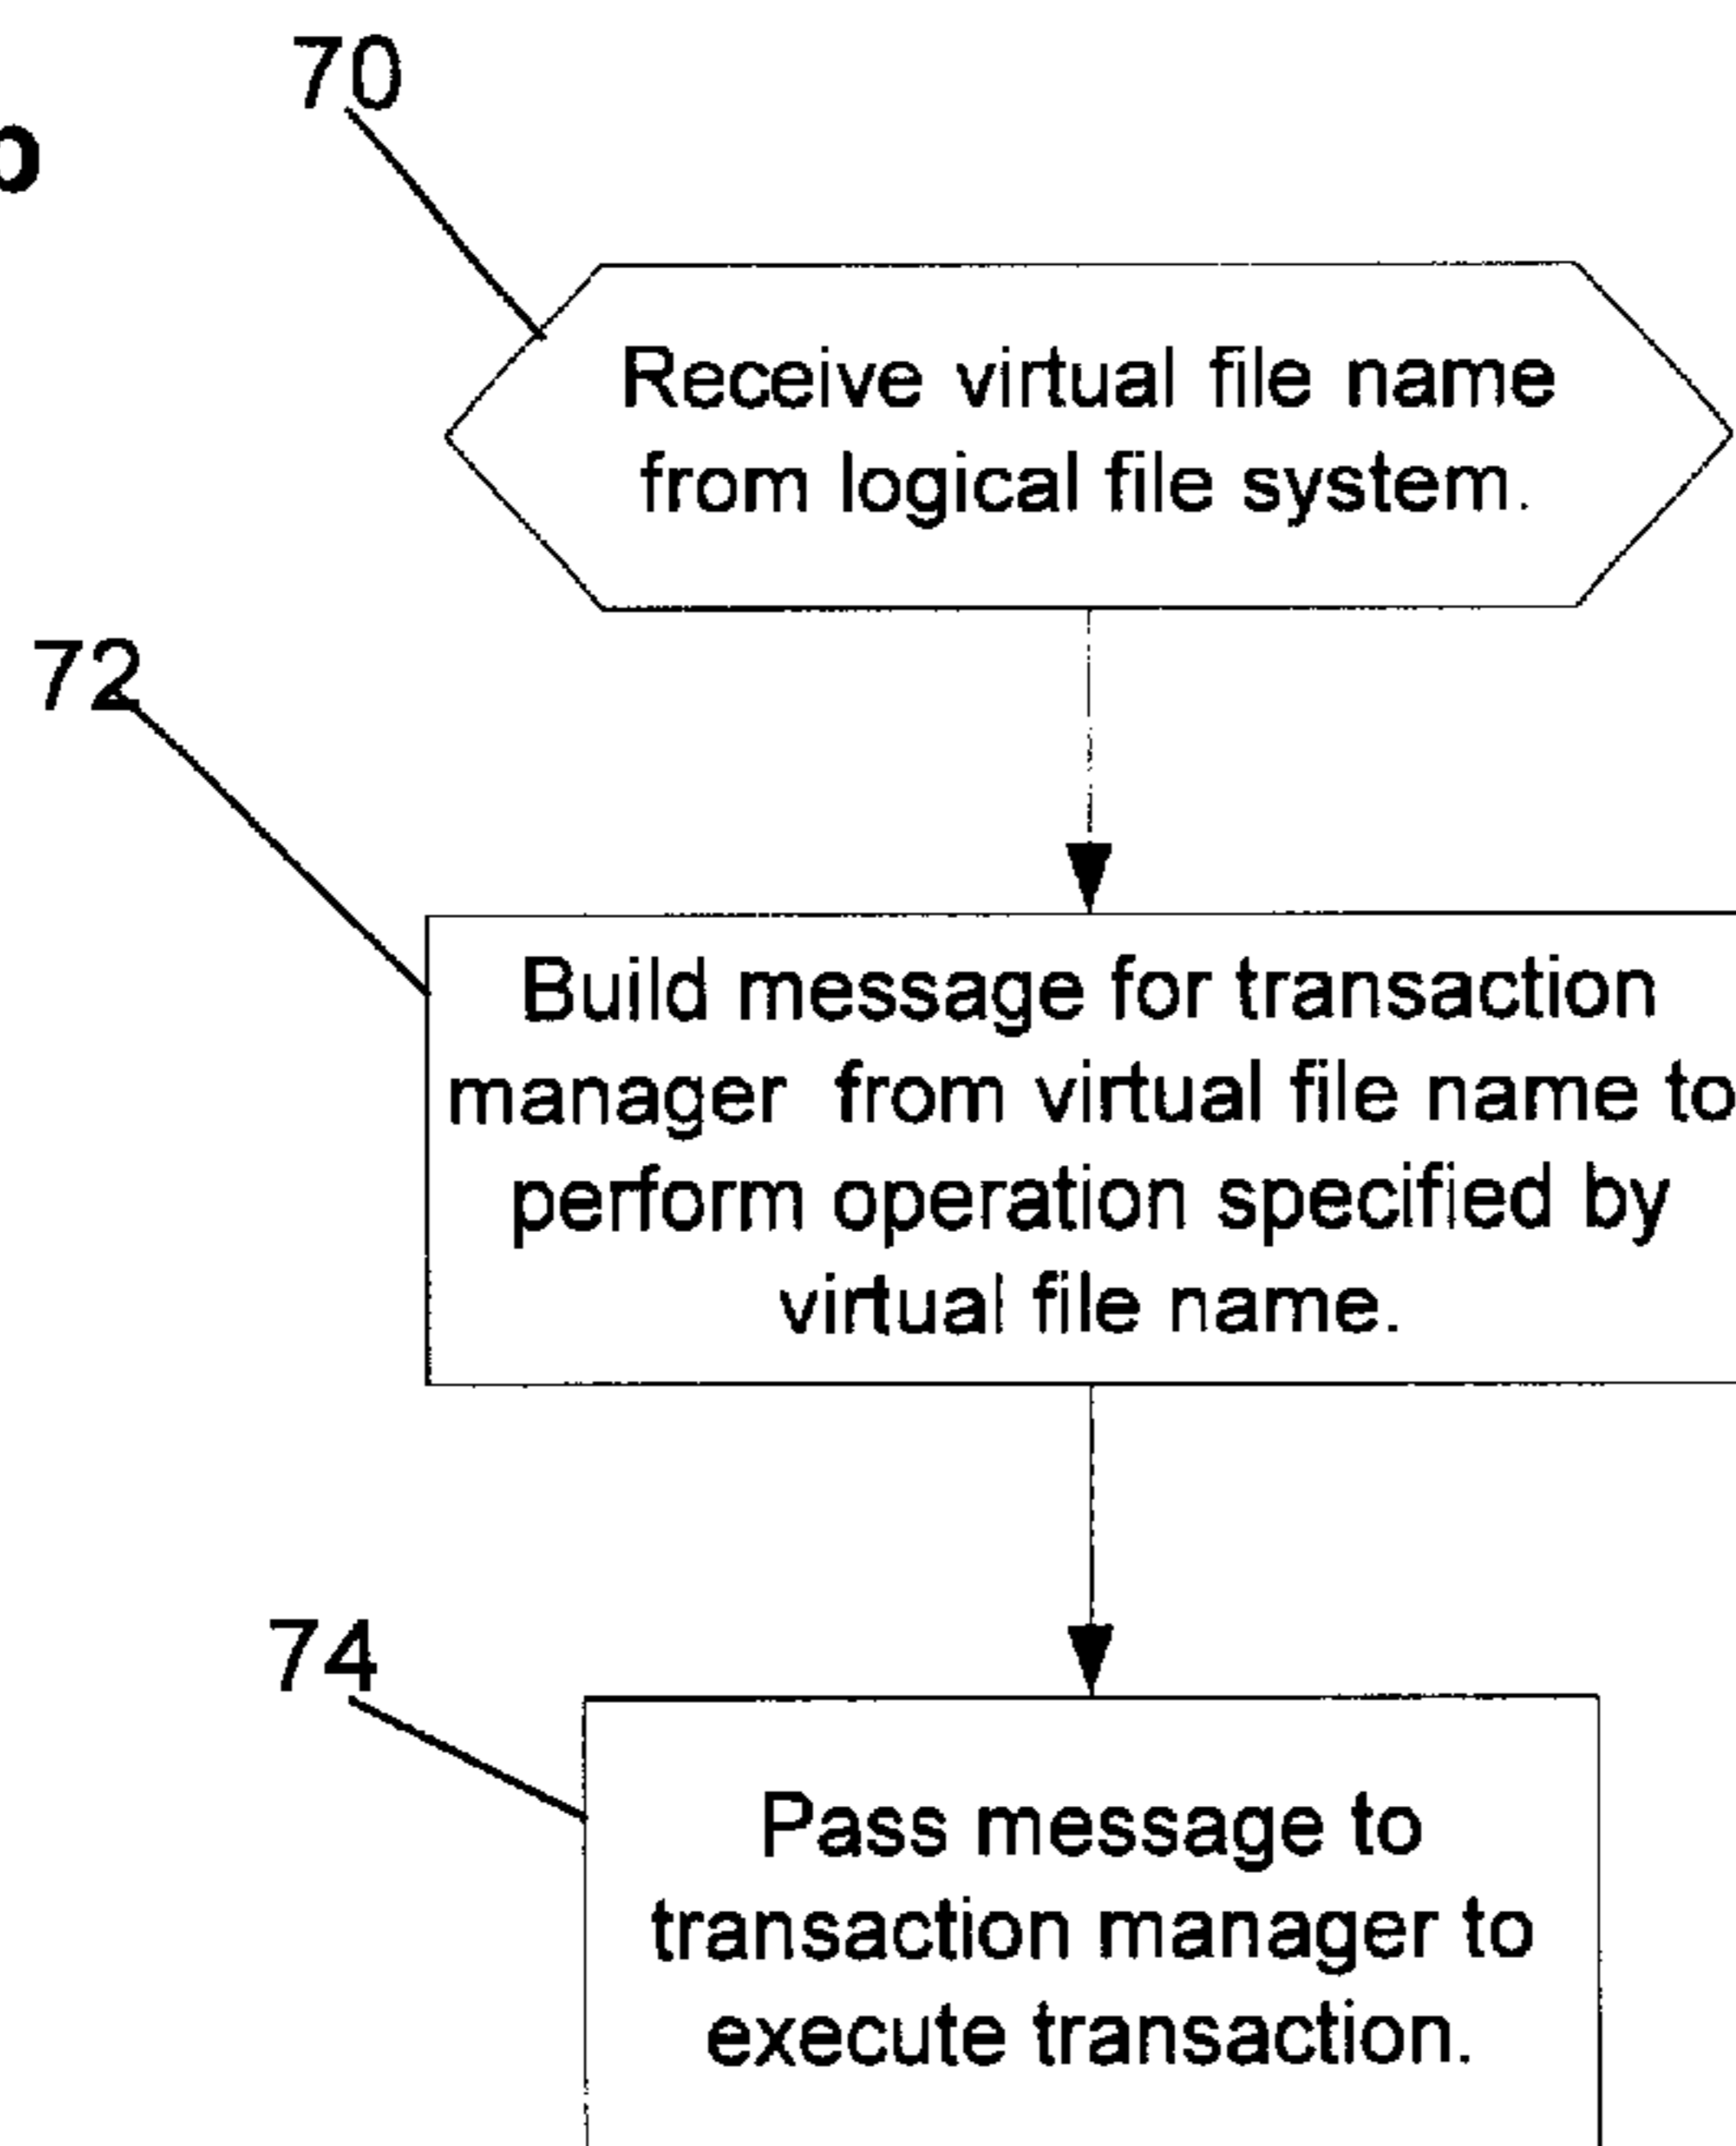 70
Receive virtual file name
from logical file system.
72
Build message for transaction
manager from virtual file name to
perform operation specified by
virtual file name.
74
Pass message to
transaction manager to
execute transaction.